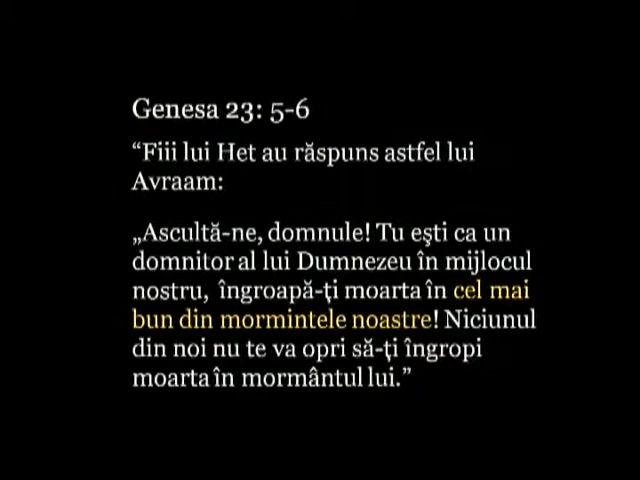 Genesa 23: 5-6
“Fiii lui Het au răspuns astfel lui
Avraam:
„Ascultă-ne, domnule! Tu eşti ca un
domnitor al lui Dumnezeu în mijlocul
nostru, îngroapă-ţi moarta în cel mai
bun din mormintele noastre! Niciunul
din noi nu te va opri să-ţi îngropi
moarta în mormântul lui.”